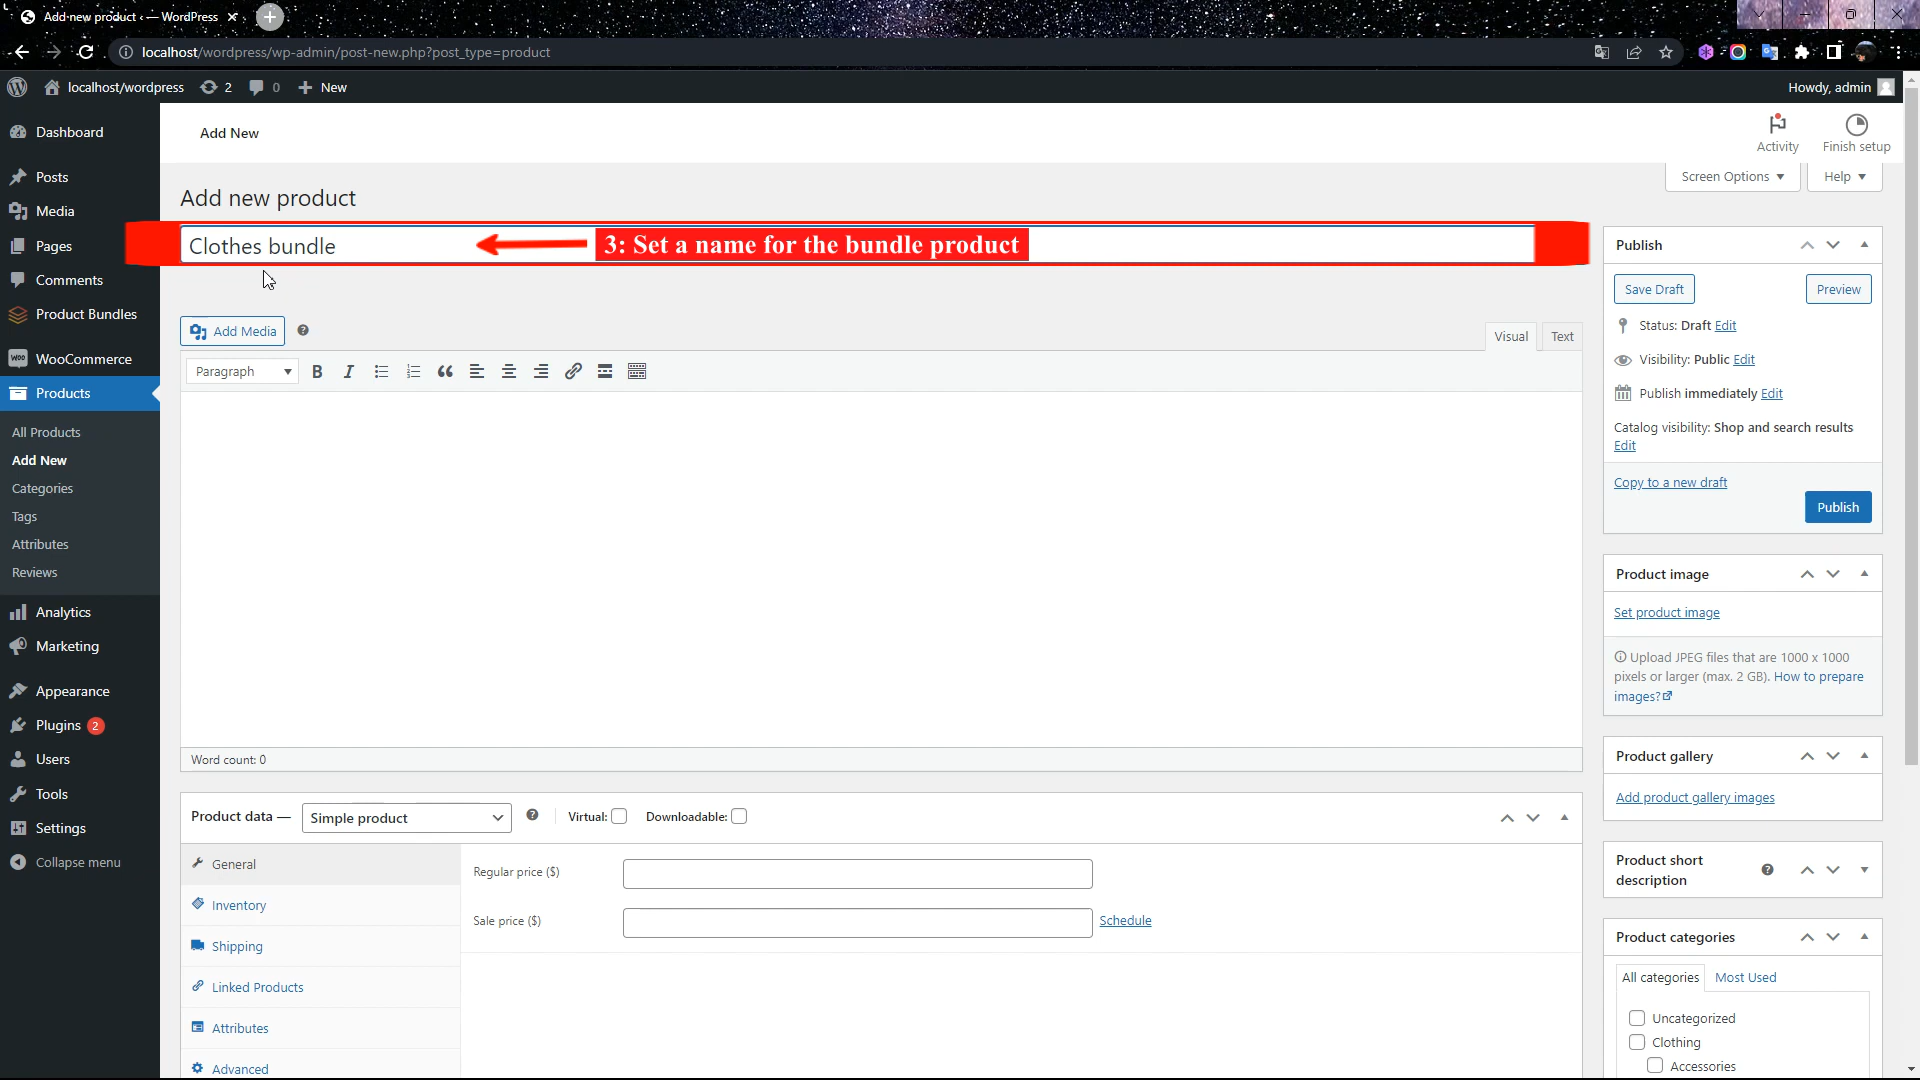 Add new product ‹ — WordPress
localhost/wordpress/wp-admin/post-new.php?post_type=product
localhost/wordpress 2 0 New
Howdy, admin
Dashboard
Posts
Media
Pages
Comments
Product Bundles
WooCommerce
Products
All Products
Add New
Categories
Tags
Attributes
Reviews
Analytics
Marketing
Appearance
Plugins 2
Users
Tools
Settings
Collapse menu
Add New
Activity
Finish setup
Screen Options
Help
Add new product
Clothes bundle
3: Set a name for the bundle product
Add Media
Visual
Text
Paragraph
Word count: 0
Product data —
Simple product
Virtual:
Downloadable:
General
Inventory
Shipping
Linked Products
Attributes
Advanced
Regular price ($)
Sale price ($)
Schedule
Publish
Save Draft
Preview
Status: Draft Edit
Visibility: Public Edit
Publish immediately Edit
Catalog visibility: Shop and search results
Edit
Copy to a new draft
Publish
Product image
Set product image
Upload JPEG files that are 1000 x 1000
pixels or larger (max. 2 GB). How to prepare
images?
Product gallery
Add product gallery images
Product short
description
Product categories
All categories
Most Used
Uncategorized
Clothing
Accessories